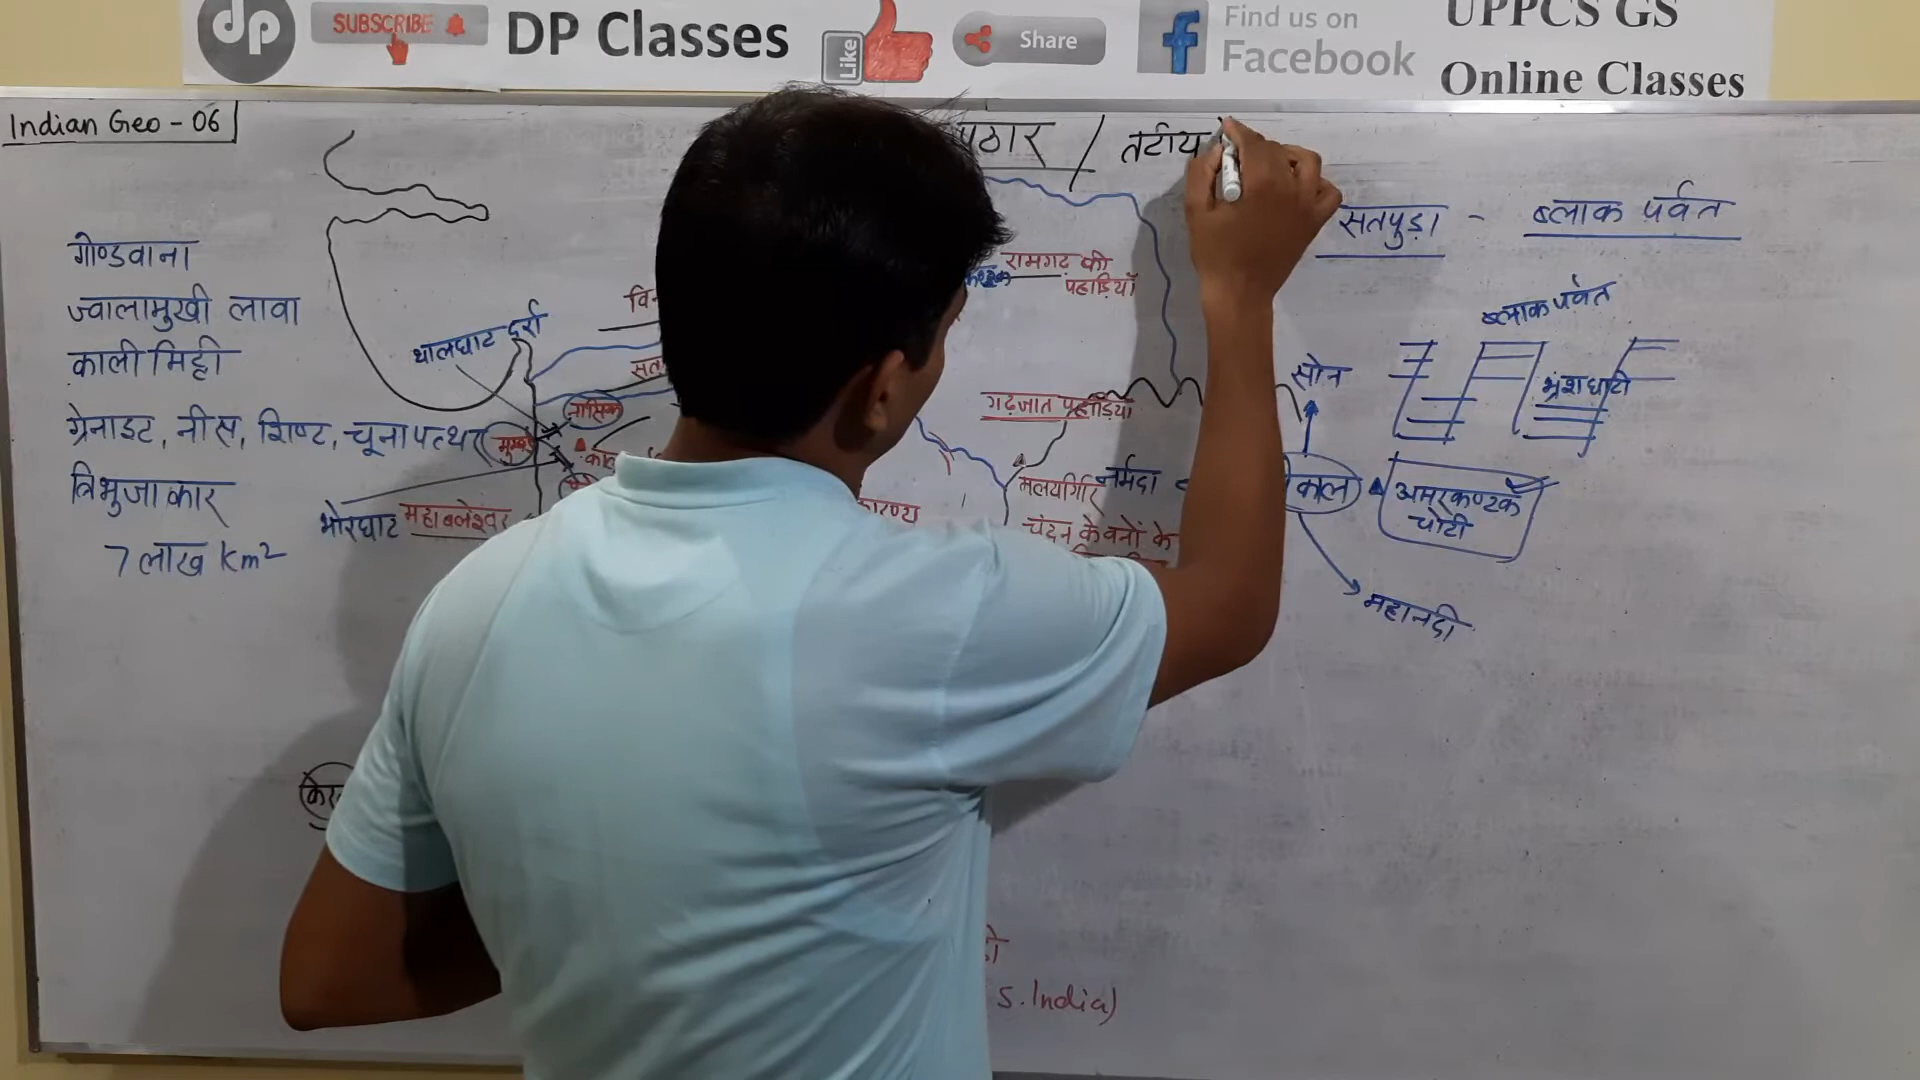 dp
SUBSCRIBE
DP Classes
Like
Share
Find us on
Facebook
UPPCS GS
Online Classes
Indian Geo - 06
पठार / तटीय
सतपुड़ा - ब्लाक पर्वत
गोण्डवाना
ज्वालामुखी लावा
काली मिट्टी
ग्रेनाइट, नीस, शिष्ट, चूना पत्थर
त्रिभुजाकार
7 लाख Km²
थालघाट दर्रा
नासिक
भोरघाट
महाबलेश्वर
रामगढ़ की
पहाड़ियाँ
गढ़जात पहाड़ियाँ
मलयगिरि
चंदन के वनों के
नर्मदा
सोन
ब्लाक पर्वत
भ्रंश घाटी
अमरकण्टक
चोटी
महानदी
S. India)